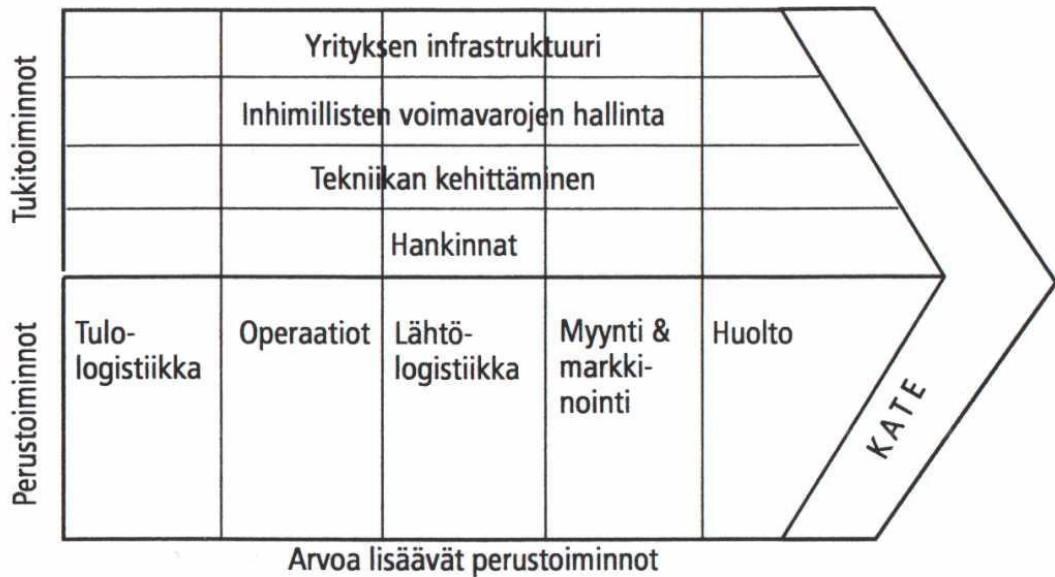 Tukitoiminnot
Yrityksen infrastruktuuri
Inhimillisten voimavarojen hallinta
Tekniikan kehittäminen
Hankinnat
Perustoiminnot
Tulo-
logistiikka
Operaatiot
Lähtö-
logistiikka
Myynti &
markki-
nointi
Huolto
KATE
Arvoa lisäävät perustoiminnot